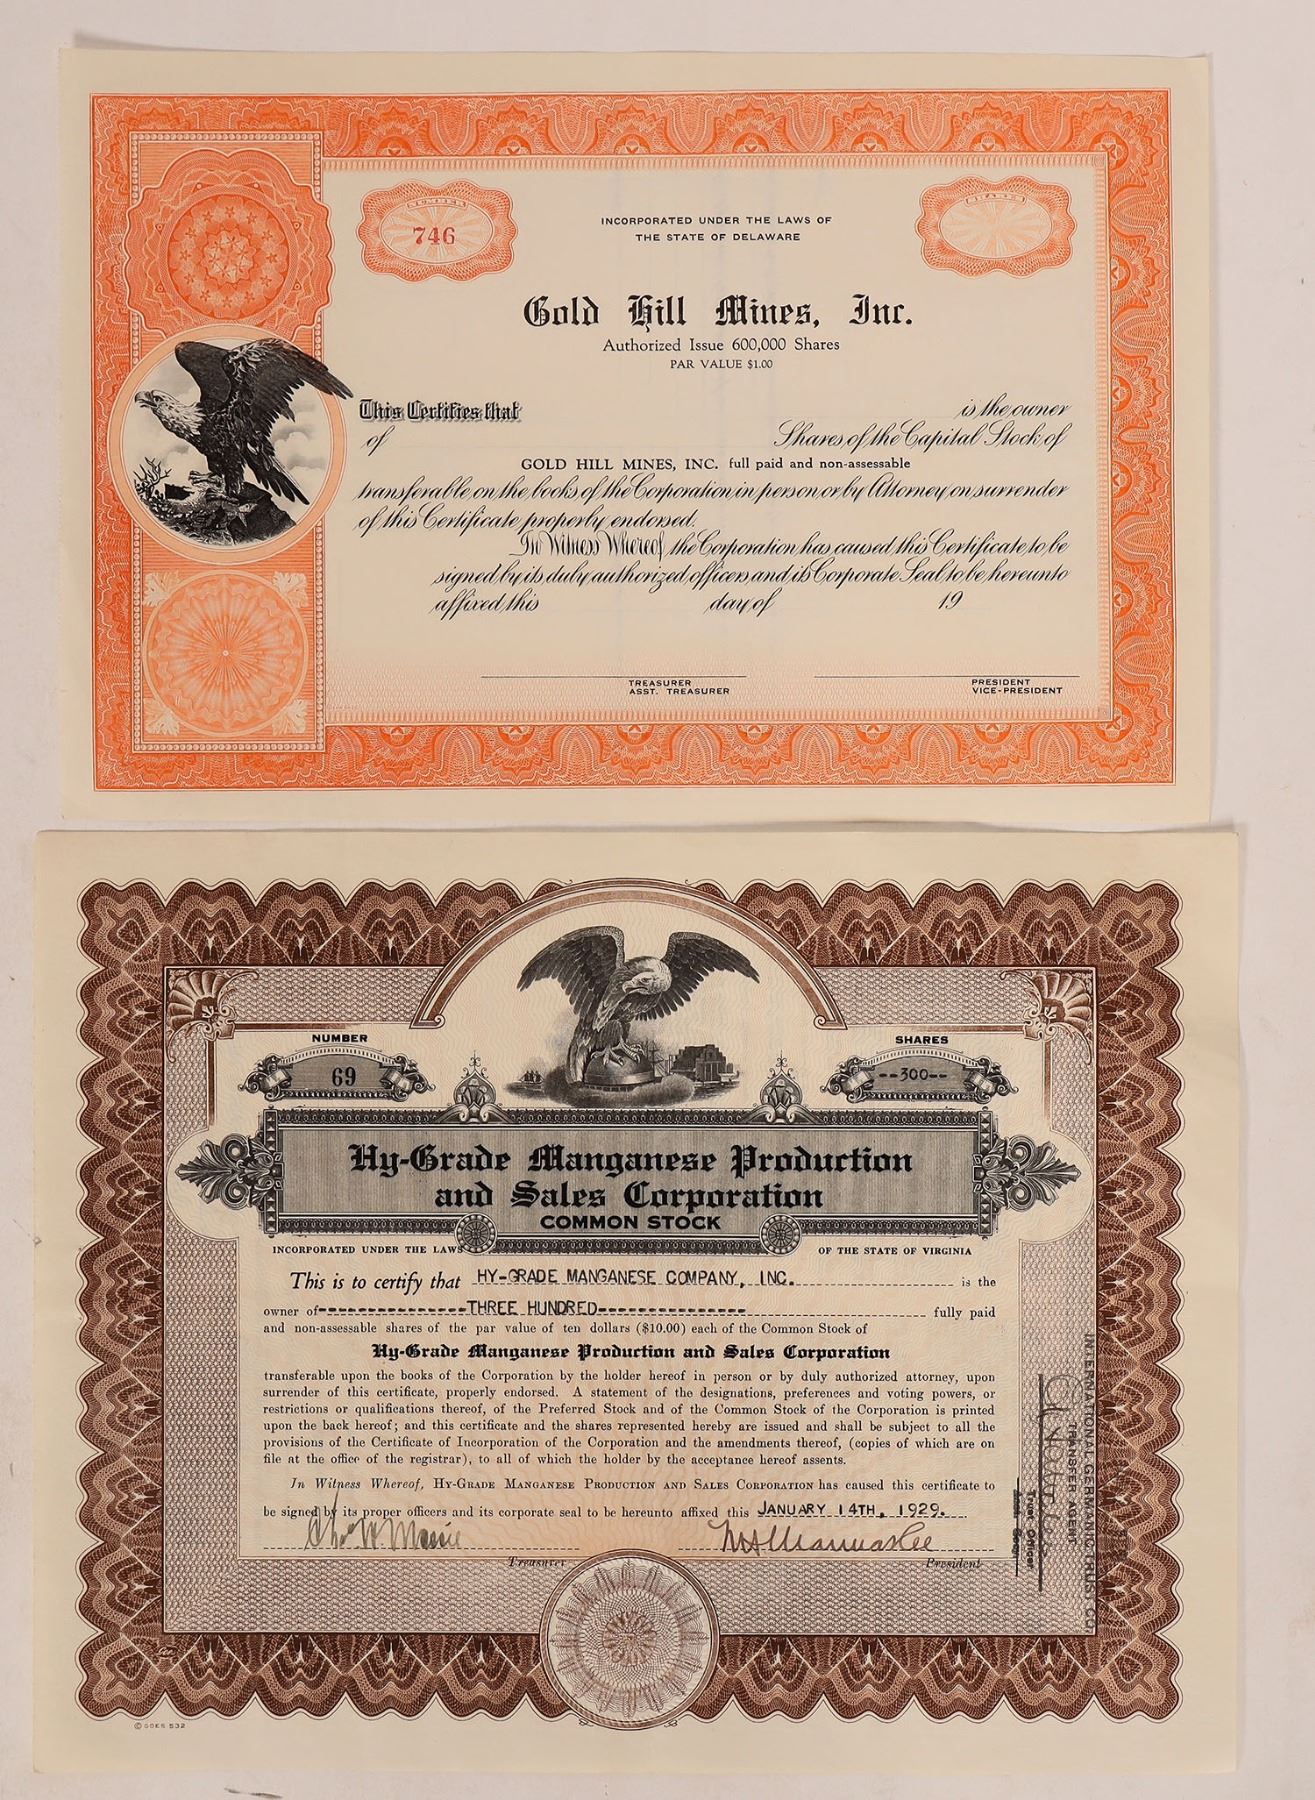 NUMBER
746
SHARES
INCORPORATED UNDER THE LAWS OF
THE STATE OF DELAWARE
Gold Hill Mines, Inc.
Authorized Issue 600,000 Shares
PAR VALUE $1.00
This Certifies that is the owner
of Shares of the Capital Stock of
GOLD HILL MINES, INC. full paid and non-assessable
transferable on the books of the Corporation in person or by Attorney on surrender
of this Certificate properly endorsed.
In Witness Whereof, the Corporation has caused this Certificate to be
signed by its duly authorized officers and its Corporate Seal to be hereunto
affixed this day of 19
TREASURER
ASST. TREASURER
PRESIDENT
VICE-PRESIDENT
NUMBER
69
SHARES
--300--
Hy-Grade Manganese Production
and Sales Corporation
COMMON STOCK
INCORPORATED UNDER THE LAWS OF THE STATE OF VIRGINIA
This is to certify that HY-GRADE MANGANESE COMPANY, INC. is the
owner of THREE HUNDRED fully paid
and non-assessable shares of the par value of ten dollars ($10.00) each of the Common Stock of
Hy-Grade Manganese Production and Sales Corporation
transferable upon the books of the Corporation by the holder hereof in person or by duly authorized attorney, upon
surrender of this certificate, properly endorsed. A statement of the designations, preferences and voting powers, or
restrictions or qualifications thereof, of the Preferred Stock and of the Common Stock of the Corporation is printed
upon the back hereof; and this certificate and the shares represented hereby are issued and shall be subject to all the
provisions of the Certificate of Incorporation of the Corporation and the amendments thereof, (copies of which are on
file at the office of the registrar), to all of which the holder by the acceptance hereof assents.
In Witness Whereof, HY-GRADE MANGANESE PRODUCTION AND SALES CORPORATION has caused this certificate to
be signed by its proper officers and its corporate seal to be hereunto affixed this JANUARY 14TH, 1929.
Treasurer
President
INTERNATIONAL GERMANIC TRUST CO.
TRANSFER AGENT
Trust Officer
© GOES 532